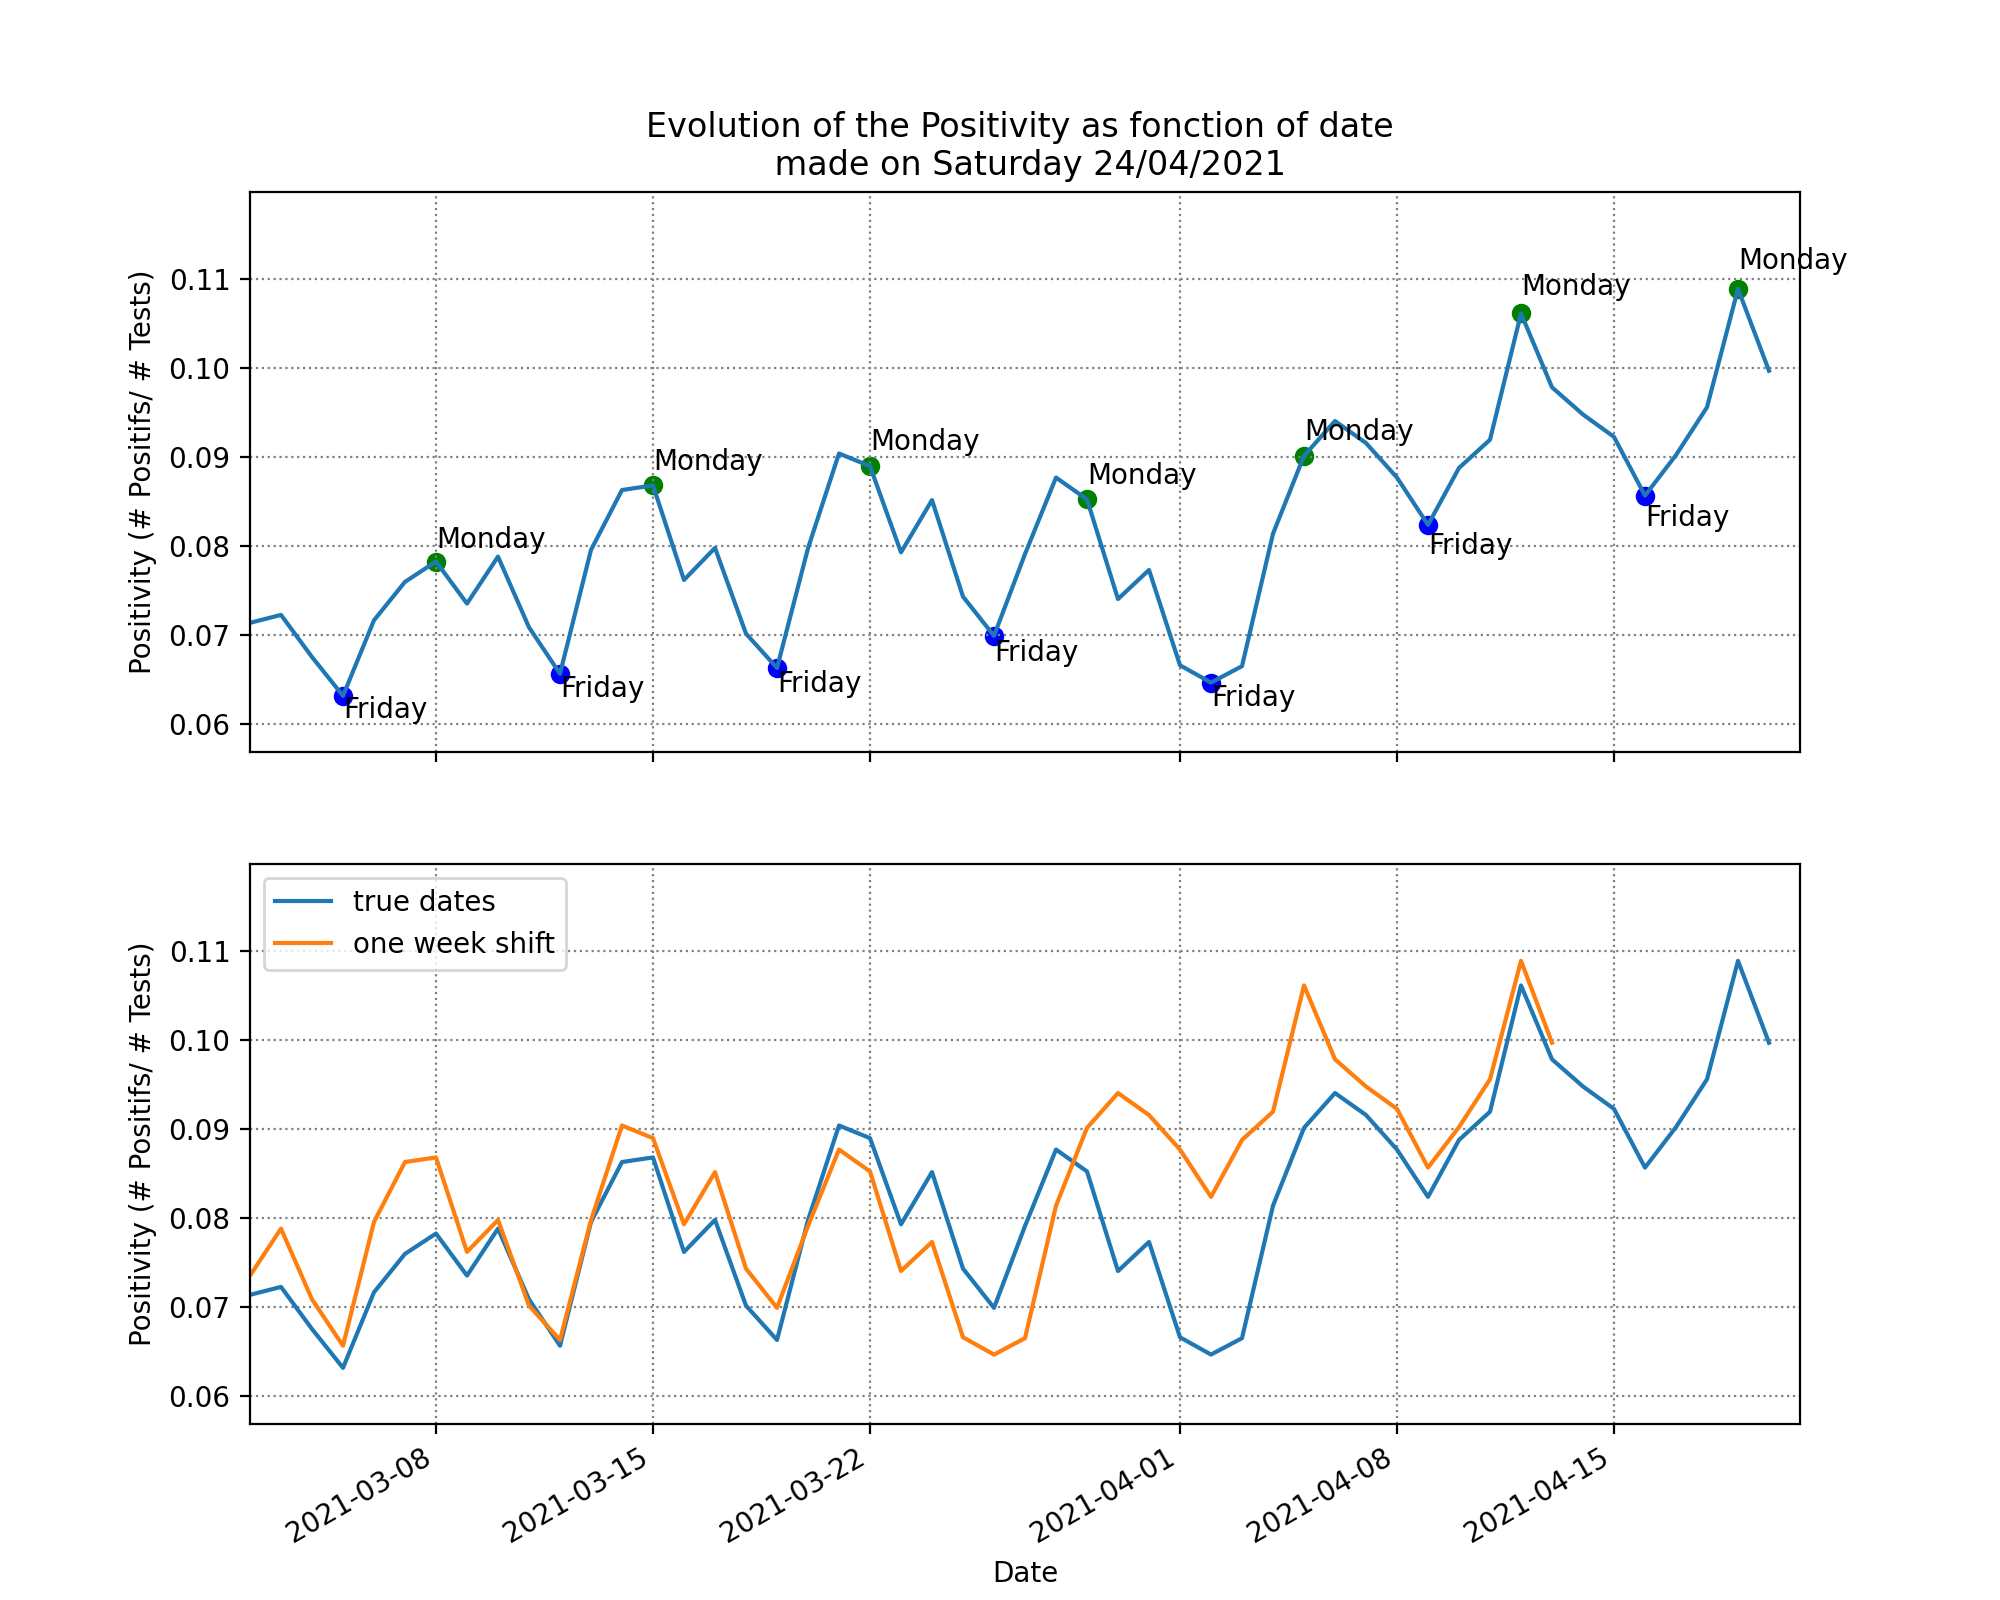 Evolution of the Positivity as fonction of date
made on Saturday 24/04/2021
Positivity (# Positifs/ # Tests)
0.11
0.10
0.09
0.08
0.07
0.06
Friday
Monday
Friday
Monday
Friday
Monday
Friday
Monday
Friday
Monday
Friday
Monday
Friday
Monday
true dates
one week shift
Positivity (# Positifs/ # Tests)
0.11
0.10
0.09
0.08
0.07
0.06
2021-03-08
2021-03-15
2021-03-22
2021-04-01
2021-04-08
2021-04-15
Date